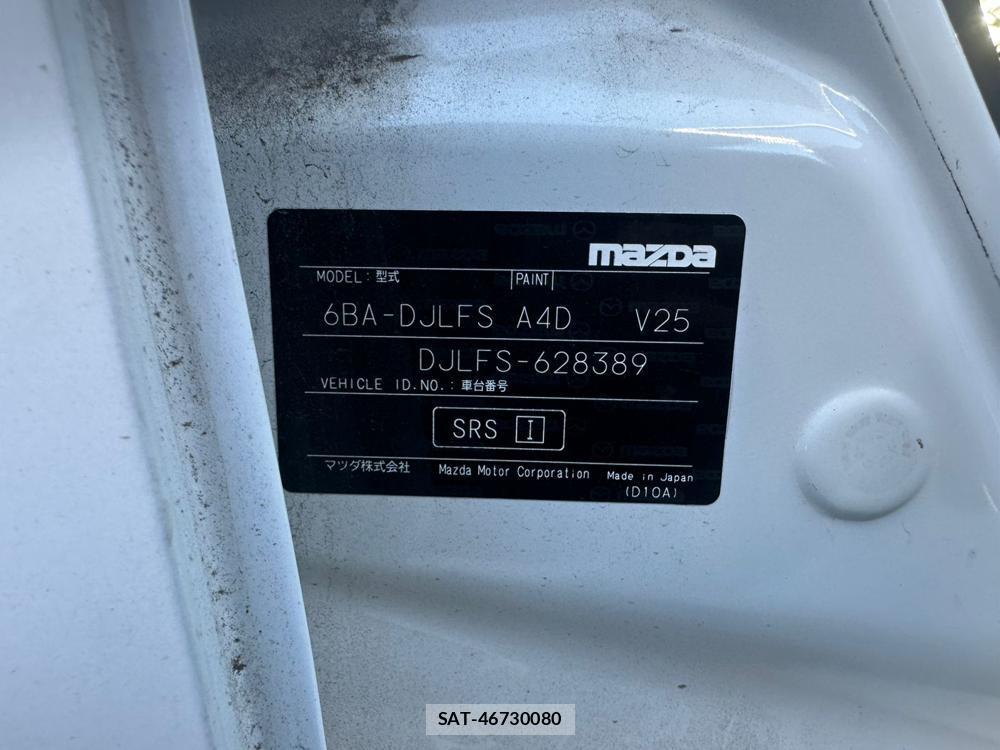 mazda
MODEL : 型式 PAINT
6BA-DJLFS A4D V25
DJLFS-628389
VEHICLE ID.NO. : 車台番号
SRS I
マツダ株式会社 Mazda Motor Corporation Made in Japan
(D10A)
SAT-46730080